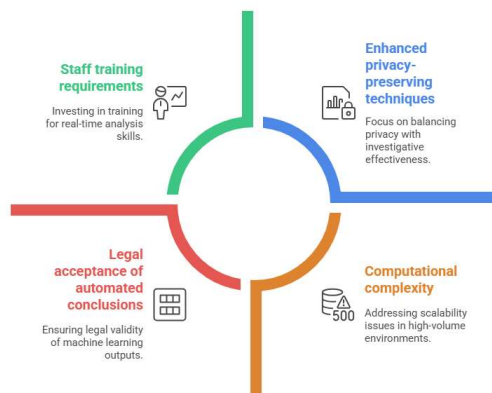 Staff training
requirements
Investing in training
for real-time analysis
skills.
Enhanced
privacy-
preserving
techniques
Focus on balancing
privacy with
investigative
effectiveness.
Legal
acceptance of
automated
conclusions
Ensuring legal validity
of machine learning
outputs.
Computational
complexity
500
Addressing scalability
issues in high-volume
environments.